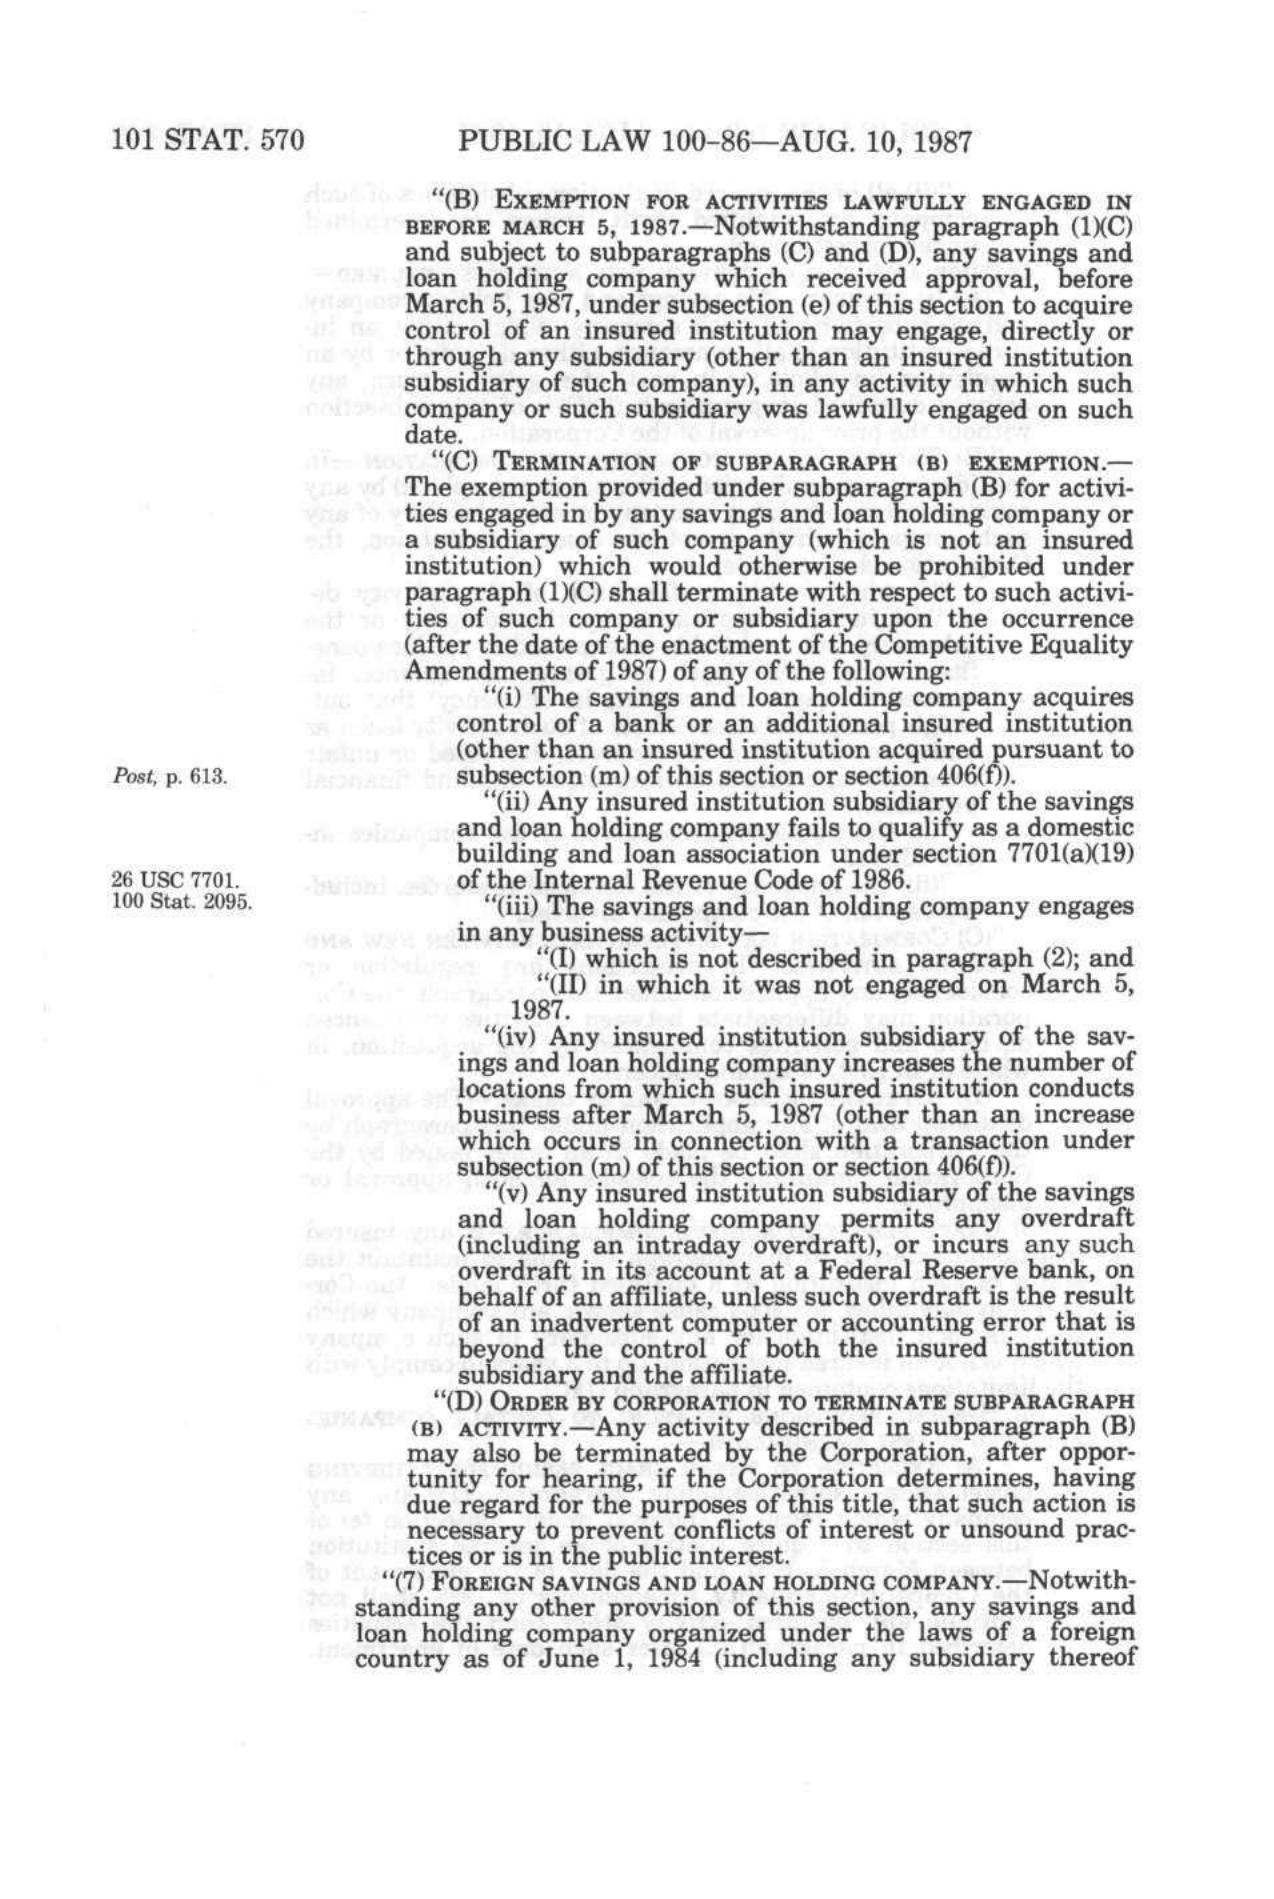 101 STAT. 570 PUBLIC LAW 100-86—AUG. 10, 1987
"(B) EXEMPTION FOR ACTIVITIES LAWFULLY ENGAGED IN
BEFORE MARCH 5, 1987.—Notwithstanding paragraph (1)(C)
and subject to subparagraphs (C) and (D), any savings and
loan holding company which received approval, before
March 5, 1987, under subsection (e) of this section to acquire
control of an insured institution may engage, directly or
through any subsidiary (other than an insured institution
subsidiary of such company), in any activity in which such
company or such subsidiary was lawfully engaged on such
date.
"(C) TERMINATION OF SUBPARAGRAPH (B) EXEMPTION.—
The exemption provided under subparagraph (B) for activi-
ties engaged in by any savings and loan holding company or
a subsidiary of such company (which is not an insured
institution) which would otherwise be prohibited under
paragraph (1)(C) shall terminate with respect to such activi-
ties of such company or subsidiary upon the occurrence
(after the date of the enactment of the Competitive Equality
Amendments of 1987) of any of the following:
"(i) The savings and loan holding company acquires
control of a bank or an additional insured institution
(other than an insured institution acquired pursuant to
Post, p. 613. subsection (m) of this section or section 406(f)).
"(ii) Any insured institution subsidiary of the savings
and loan holding company fails to qualify as a domestic
building and loan association under section 7701(a)(19)
26 USC 7701. of the Internal Revenue Code of 1986.
100 Stat. 2095. "(iii) The savings and loan holding company engages
in any business activity—
"(I) which is not described in paragraph (2); and
"(II) in which it was not engaged on March 5,
1987.
"(iv) Any insured institution subsidiary of the sav-
ings and loan holding company increases the number of
locations from which such insured institution conducts
business after March 5, 1987 (other than an increase
which occurs in connection with a transaction under
subsection (m) of this section or section 406(f)).
"(v) Any insured institution subsidiary of the savings
and loan holding company permits any overdraft
(including an intraday overdraft), or incurs any such
overdraft in its account at a Federal Reserve bank, on
behalf of an affiliate, unless such overdraft is the result
of an inadvertent computer or accounting error that is
beyond the control of both the insured institution
subsidiary and the affiliate.
"(D) ORDER BY CORPORATION TO TERMINATE SUBPARAGRAPH
(B) ACTIVITY.—Any activity described in subparagraph (B)
may also be terminated by the Corporation, after oppor-
tunity for hearing, if the Corporation determines, having
due regard for the purposes of this title, that such action is
necessary to prevent conflicts of interest or unsound prac-
tices or is in the public interest.
"(7) FOREIGN SAVINGS AND LOAN HOLDING COMPANY.—Notwith-
standing any other provision of this section, any savings and
loan holding company organized under the laws of a foreign
country as of June 1, 1984 (including any subsidiary thereof